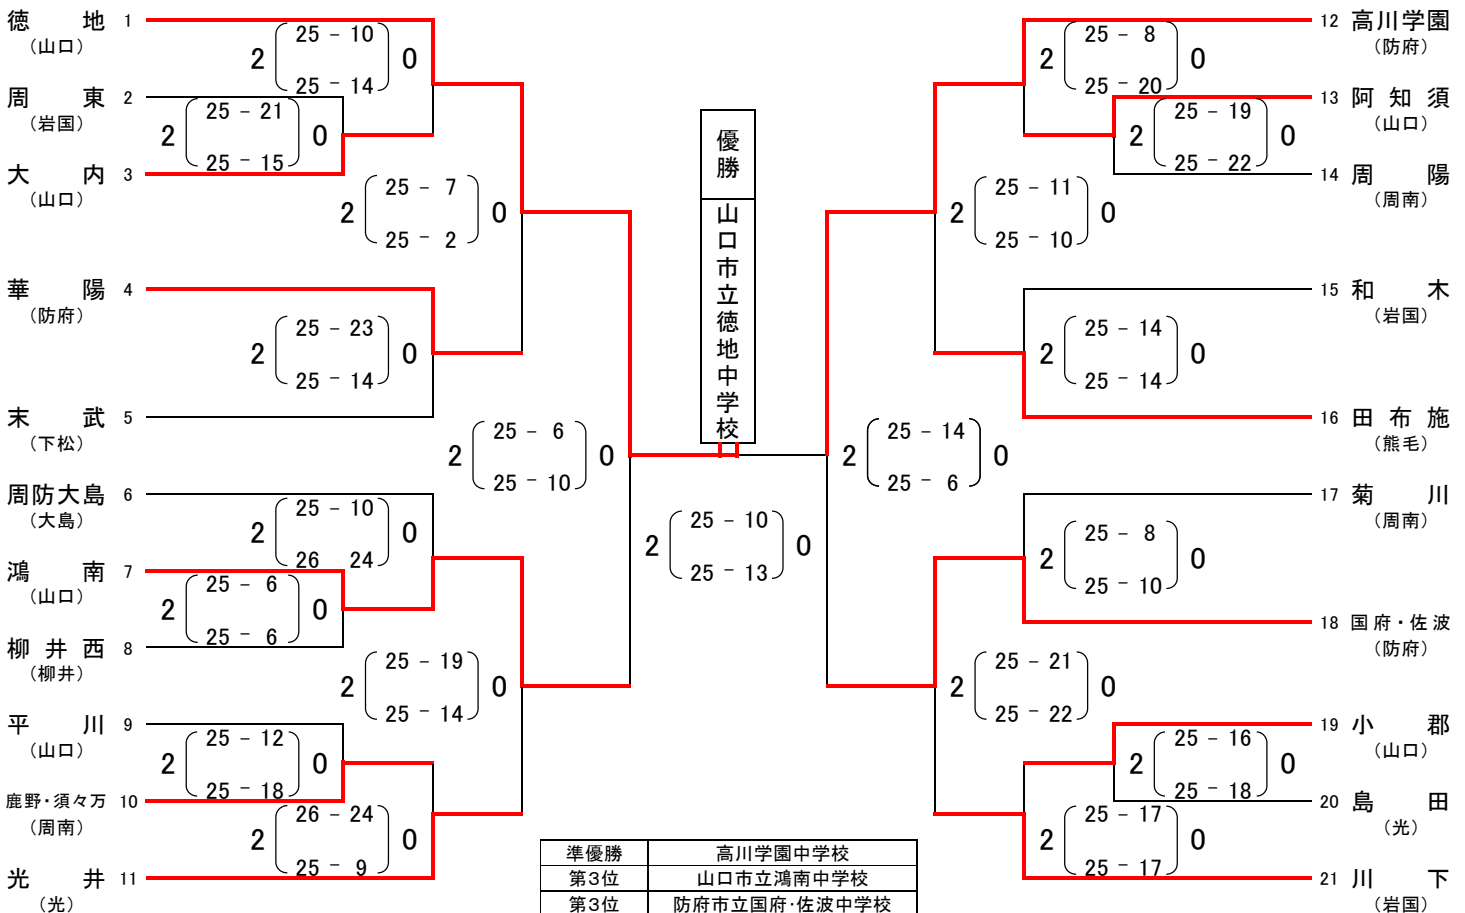 徳地 1
(山口)
2 25 - 10 0
25 - 14
周東 2
(岩国)
2 25 - 21 0
25 - 15
大内 3
(山口)
2 25 - 7 0
25 - 2
華陽 4
(防府)
2 25 - 23 0
25 - 14
末武 5
(下松)
2 25 - 6 0
25 - 10
周防大島 6
(大島)
2 25 - 10 0
26 24
鴻南 7
(山口)
2 25 - 6 0
25 - 6
柳井西 8
(柳井)
2 25 - 19 0
25 - 14
平川 9
(山口)
2 25 - 12 0
25 - 18
鹿野・須々万 10
(周南)
2 26 - 24 0
25 - 9
光井 11
(光)
優勝
山口市立徳地中学校
2 25 - 10 0
25 - 13
12 高川学園
(防府)
2 25 - 8 0
25 - 20
13 阿知須
(山口)
2 25 - 19 0
25 - 22
14 周陽
(周南)
2 25 - 11 0
25 - 10
15 和木
(岩国)
2 25 - 14 0
25 - 14
16 田布施
(熊毛)
2 25 - 14 0
25 - 6
17 菊川
(周南)
2 25 - 8 0
25 - 10
18 国府・佐波
(防府)
2 25 - 21 0
25 - 22
19 小郡
(山口)
2 25 - 16 0
25 - 18
20 島田
(光)
2 25 - 17 0
25 - 17
21 川下
(岩国)
準優勝 高川学園中学校
第3位 山口市立鴻南中学校
第3位 防府市立国府・佐波中学校